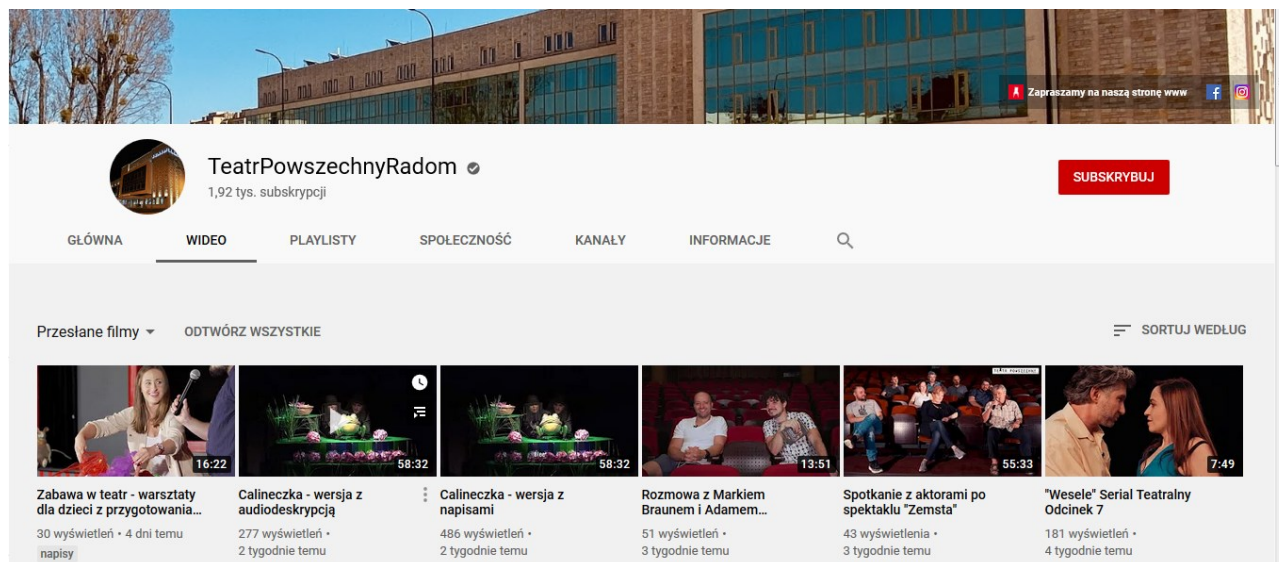 Zapraszamy na naszą stronę www
TeatrPowszechnyRadom
1,92 tys. subskrypcji
SUBSKRYBUJ
GŁÓWNA WIDEO PLAYLISTY SPOŁECZNOŚĆ KANAŁY INFORMACJE
Przesłane filmy ODTWÓRZ WSZYSTKIE SORTUJ WEDŁUG
TEATR POWSZECHNY
16:22 58:32 58:32 13:51 55:33 7:49
Zabawa w teatr - warsztaty
dla dzieci z przygotowania...
30 wyświetleń • 4 dni temu
napisy
Calineczka - wersja z
audiodeskrypcją
277 wyświetleń •
2 tygodnie temu
Calineczka - wersja z
napisami
486 wyświetleń •
2 tygodnie temu
Rozmowa z Markiem
Braunem i Adamem...
51 wyświetleń •
3 tygodnie temu
Spotkanie z aktorami po
spektaklu "Zemsta"
43 wyświetlenia •
3 tygodnie temu
"Wesele" Serial Teatralny
Odcinek 7
181 wyświetleń •
4 tygodnie temu